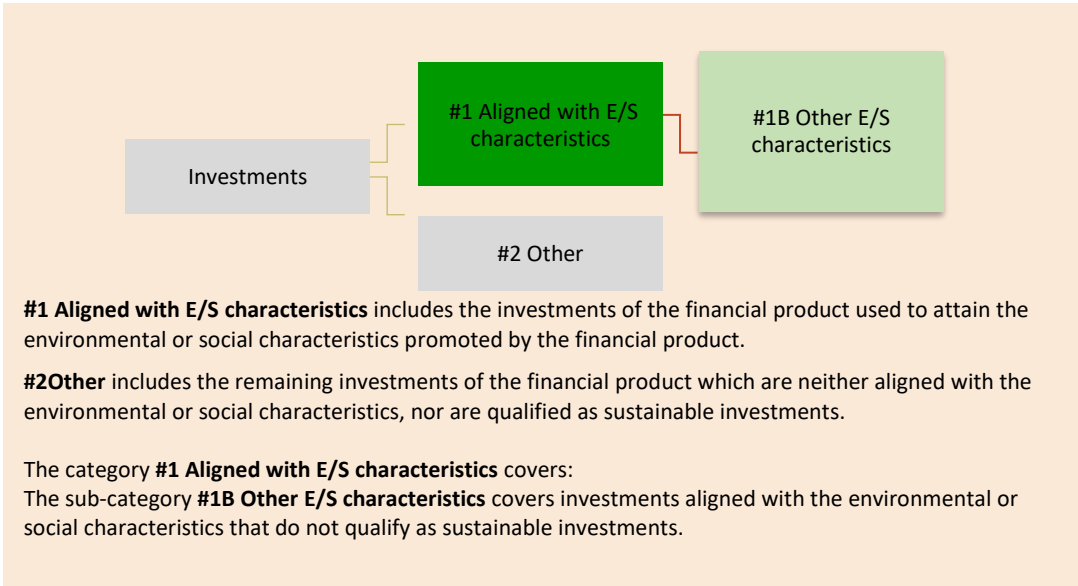 #1 Aligned with E/S
characteristics
#1B Other E/S
characteristics
Investments
#2 Other
#1 Aligned with E/S characteristics includes the investments of the financial product used to attain the
environmental or social characteristics promoted by the financial product.
#2Other includes the remaining investments of the financial product which are neither aligned with the
environmental or social characteristics, nor are qualified as sustainable investments.
The category #1 Aligned with E/S characteristics covers:
The sub-category #1B Other E/S characteristics covers investments aligned with the environmental or
social characteristics that do not qualify as sustainable investments.